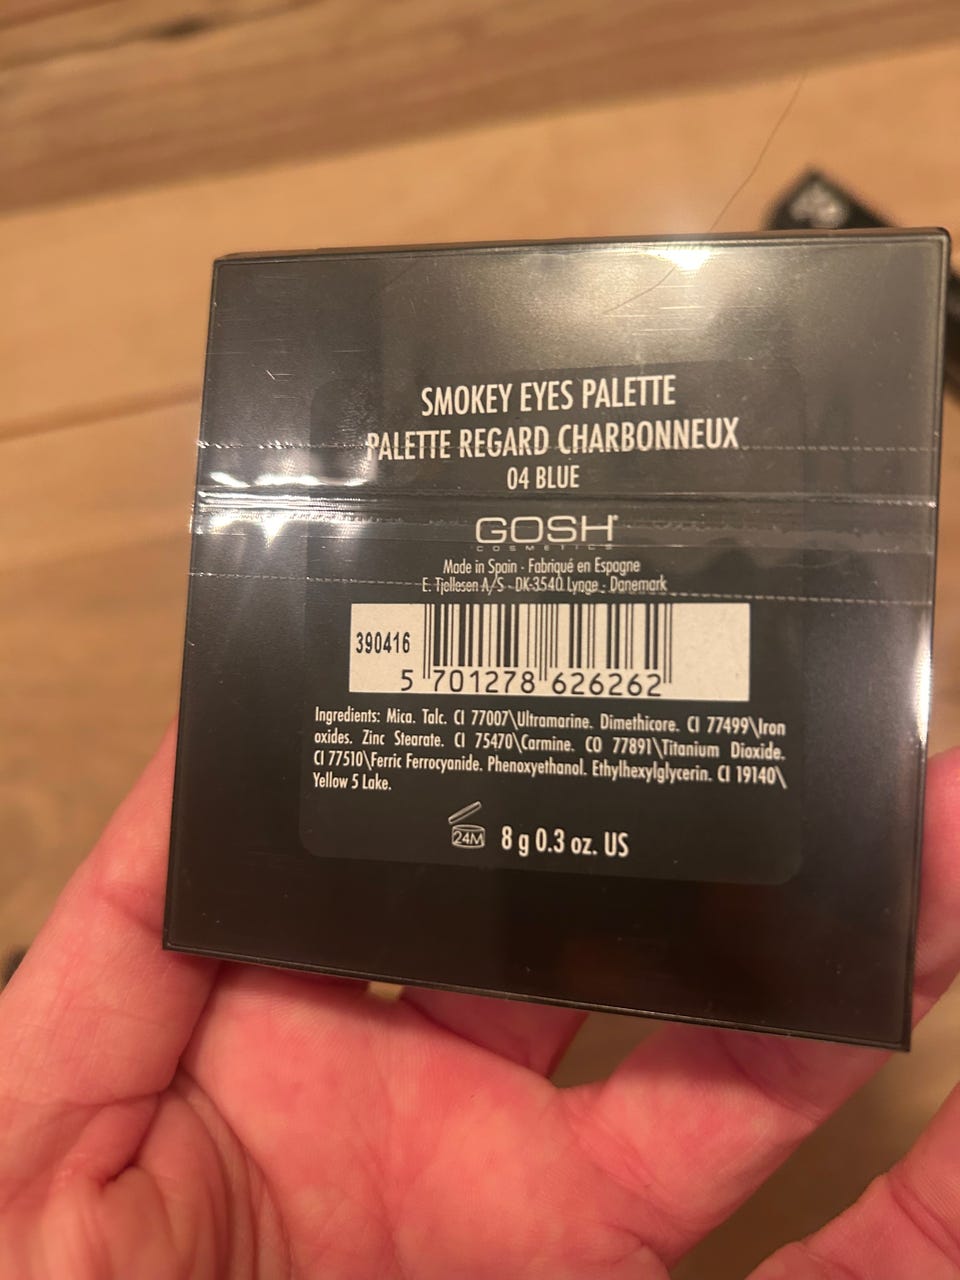 SMOKEY EYES PALETTE
PALETTE REGARD CHARBONNEUX
04 BLUE
GOSH
COSMETICS
Made in Spain - Fabriqué en Espagne
E. Tjellesen A/S - DK-3540 Lynge - Danemark
390416
5 701278 626262
Ingredients: Mica. Talc. CI 77007\Ultramarine. Dimethicore. CI 77499\Iron
oxides. Zinc Stearate. CI 75470\Carmine. CO 77891\Titanium Dioxide.
CI 77510\Ferric Ferrocyanide. Phenoxyethanol. Ethylhexylglycerin. CI 19140\
Yellow 5 Lake.
24M 8 g 0.3 oz. US